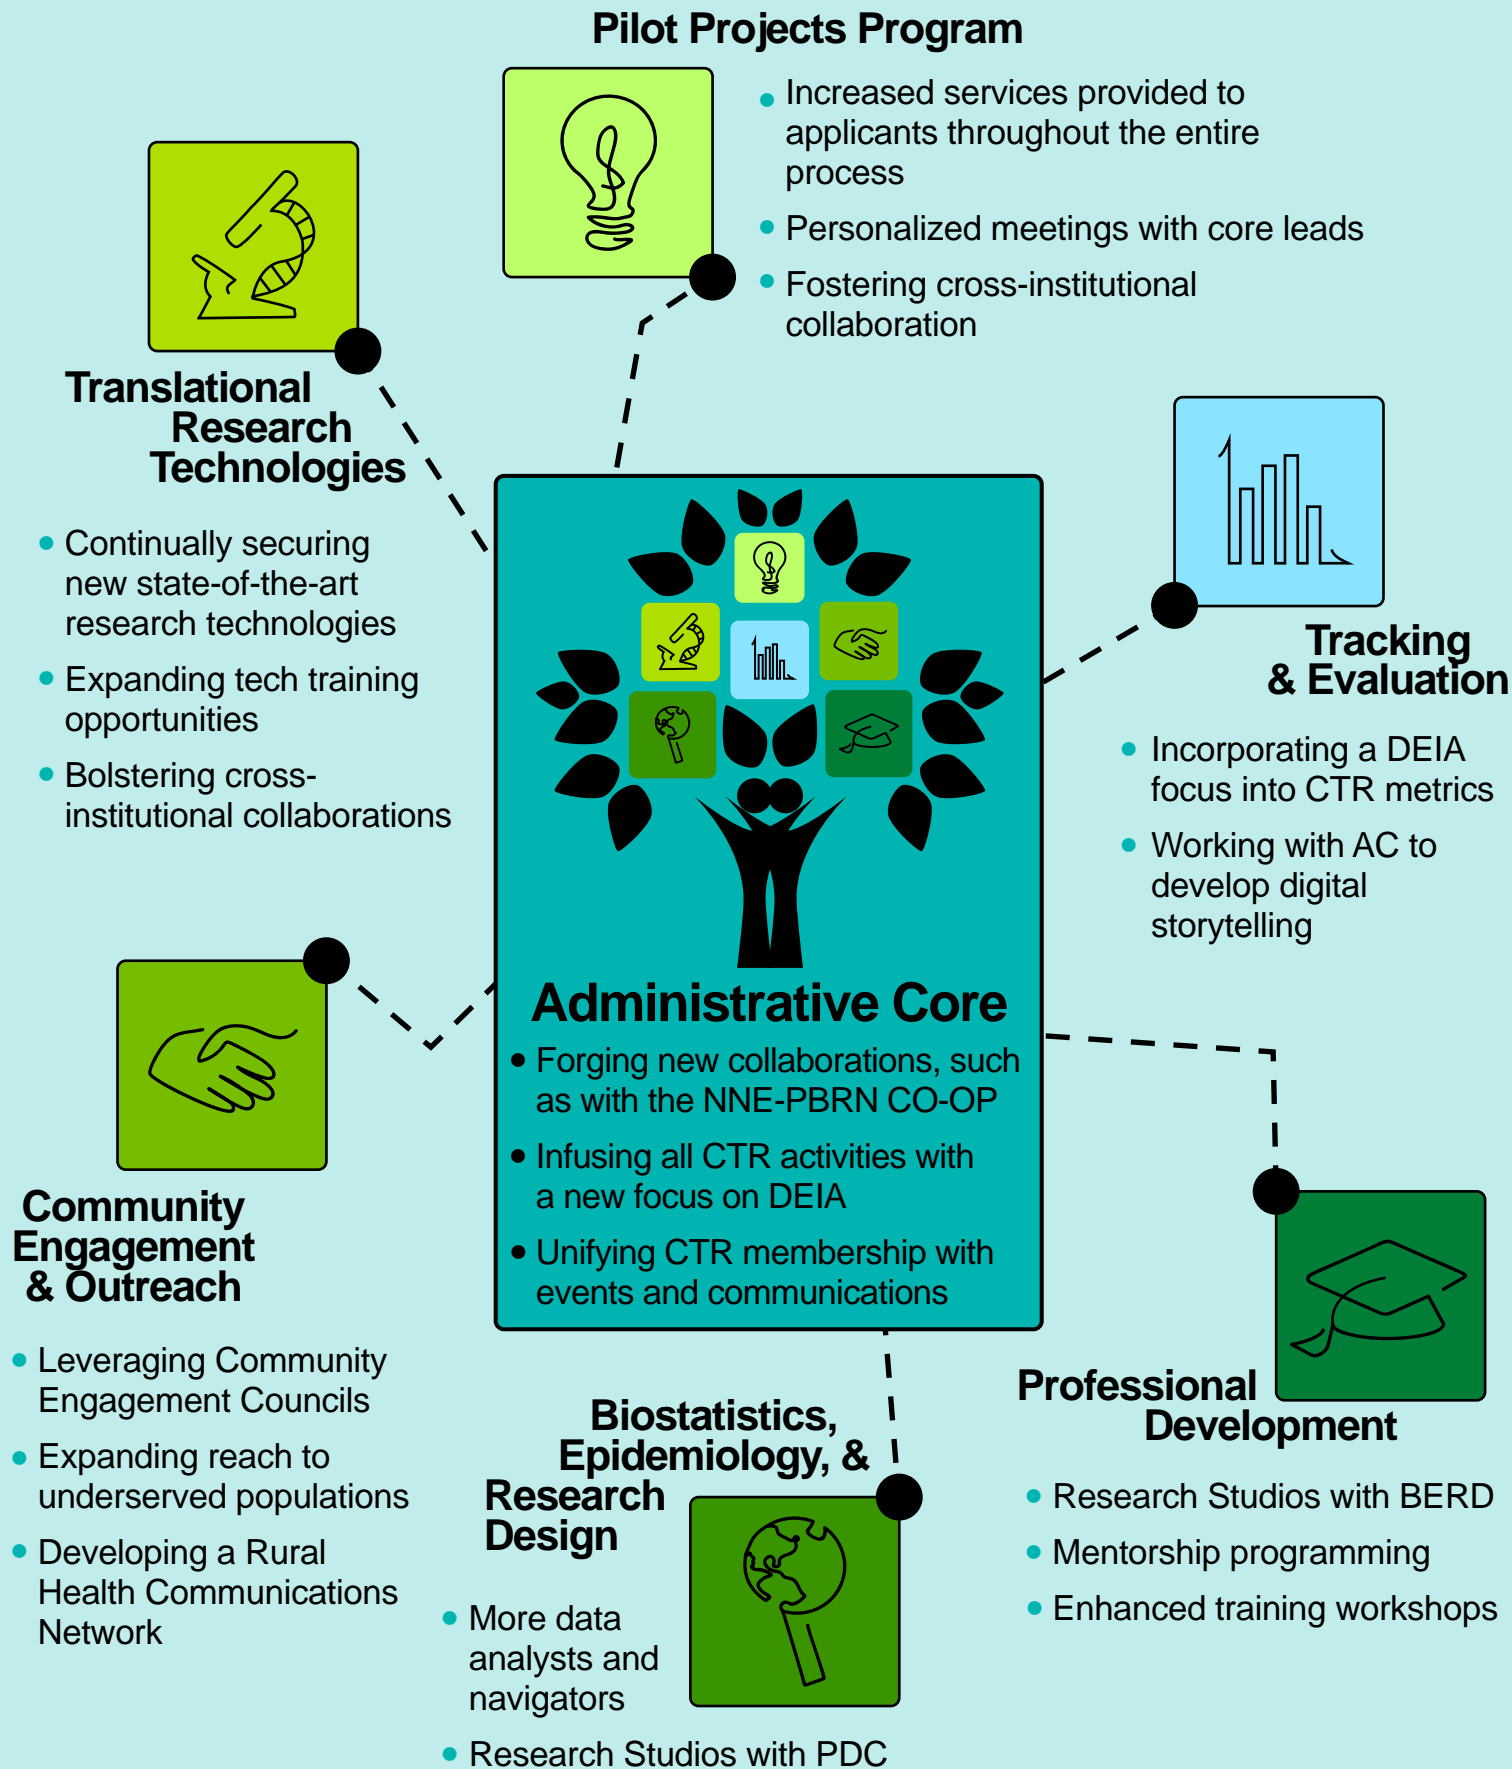 Pilot Projects Program
Increased services provided to
applicants throughout the entire
process
Personalized meetings with core leads
Fostering cross-institutional
collaboration
Translational
Research
Technologies
Continually securing
new state-of-the-art
research technologies
Expanding tech training
opportunities
Bolstering cross-
institutional collaborations
Tracking
& Evaluation
Incorporating a DEIA
focus into CTR metrics
Working with AC to
develop digital
storytelling
Administrative Core
Forging new collaborations, such
as with the NNE-PBRN CO-OP
Infusing all CTR activities with
a new focus on DEIA
Unifying CTR membership with
events and communications
Community
Engagement
& Outreach
Leveraging Community
Engagement Councils
Expanding reach to
underserved populations
Developing a Rural
Health Communications
Network
Biostatistics,
Epidemiology, &
Research
Design
More data
analysts and
navigators
Research Studios with PDC
Professional
Development
Research Studios with BERD
Mentorship programming
Enhanced training workshops